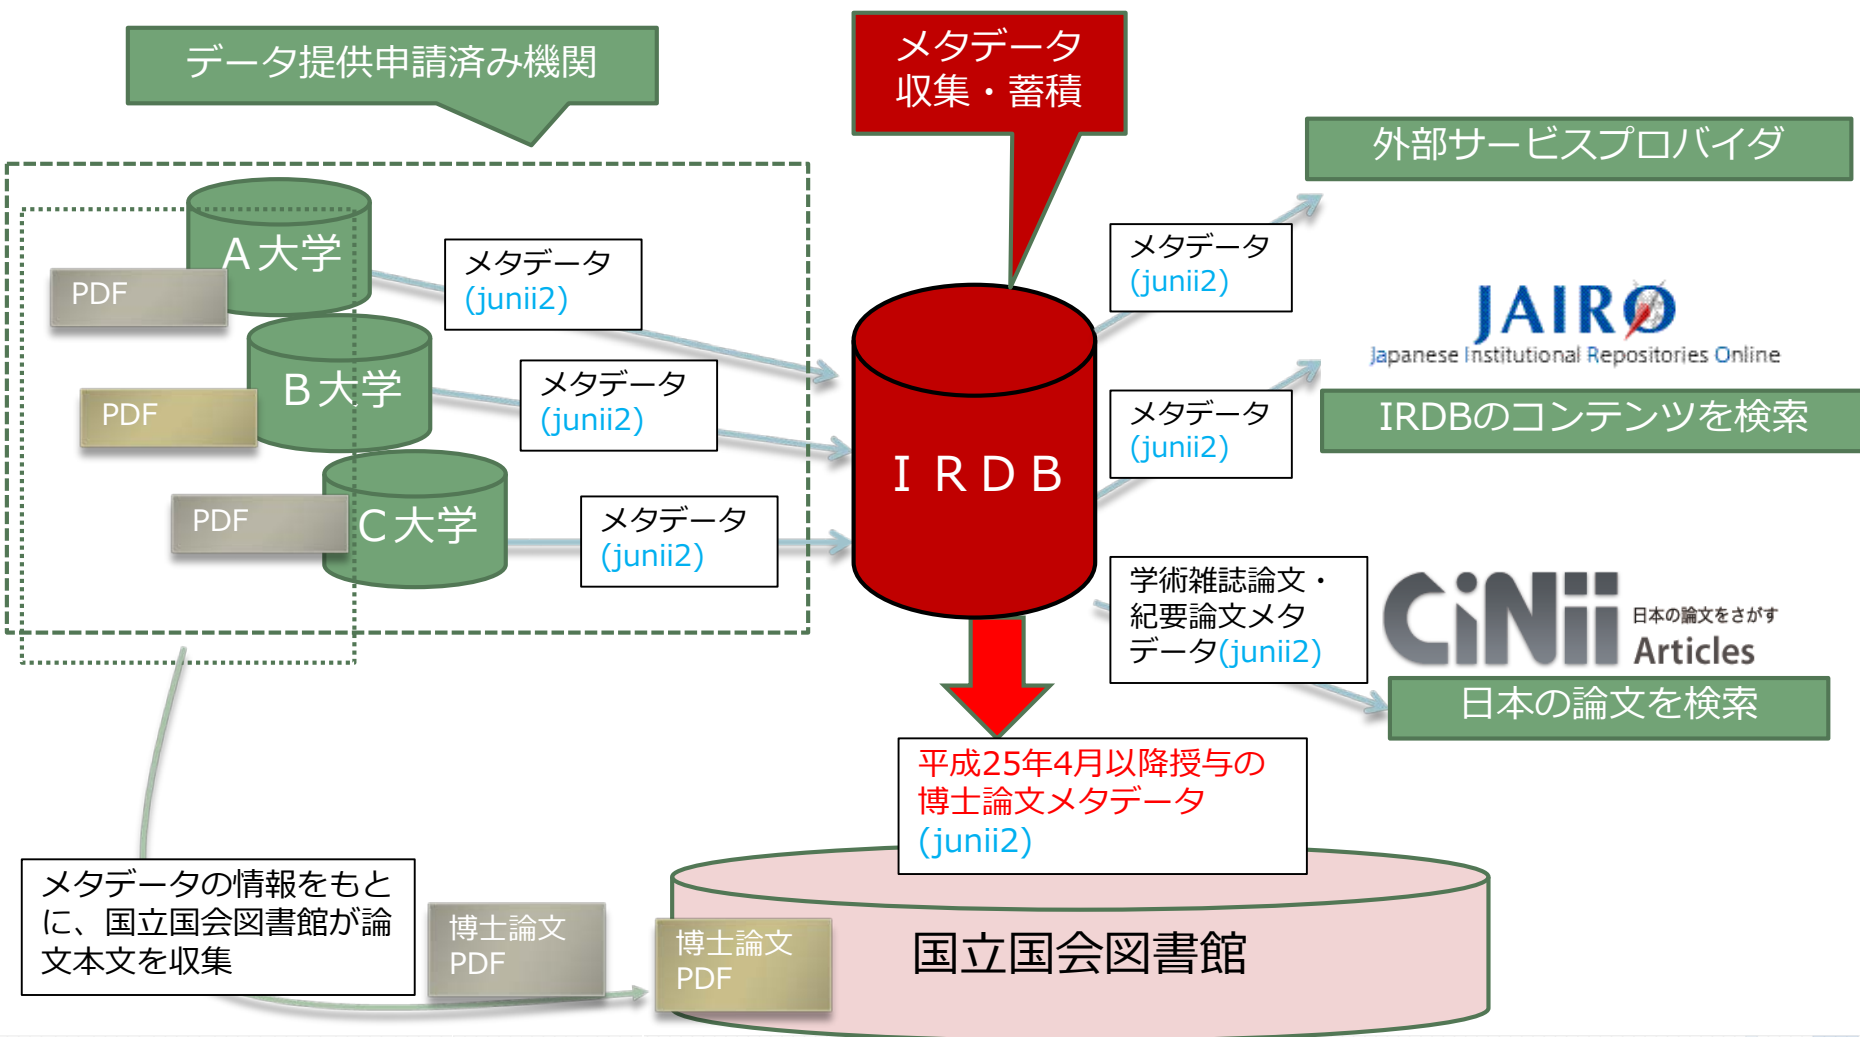 データ提供申請済み機関
メタデータ
収集・蓄積
外部サービスプロバイダ
A大学
PDF
メタデータ
(junii2)
B大学
PDF
メタデータ
(junii2)
C大学
PDF
メタデータ
(junii2)
ＩＲＤＢ
メタデータ
(junii2)
JAIRO
Japanese Institutional Repositories Online
メタデータ
(junii2)
IRDBのコンテンツを検索
学術雑誌論文・
紀要論文メタ
データ(junii2)
CiNii
日本の論文をさがす
Articles
日本の論文を検索
平成25年4月以降授与の
博士論文メタデータ
(junii2)
メタデータの情報をもと
に、国立国会図書館が論
文本文を収集
博士論文
PDF
博士論文
PDF
国立国会図書館